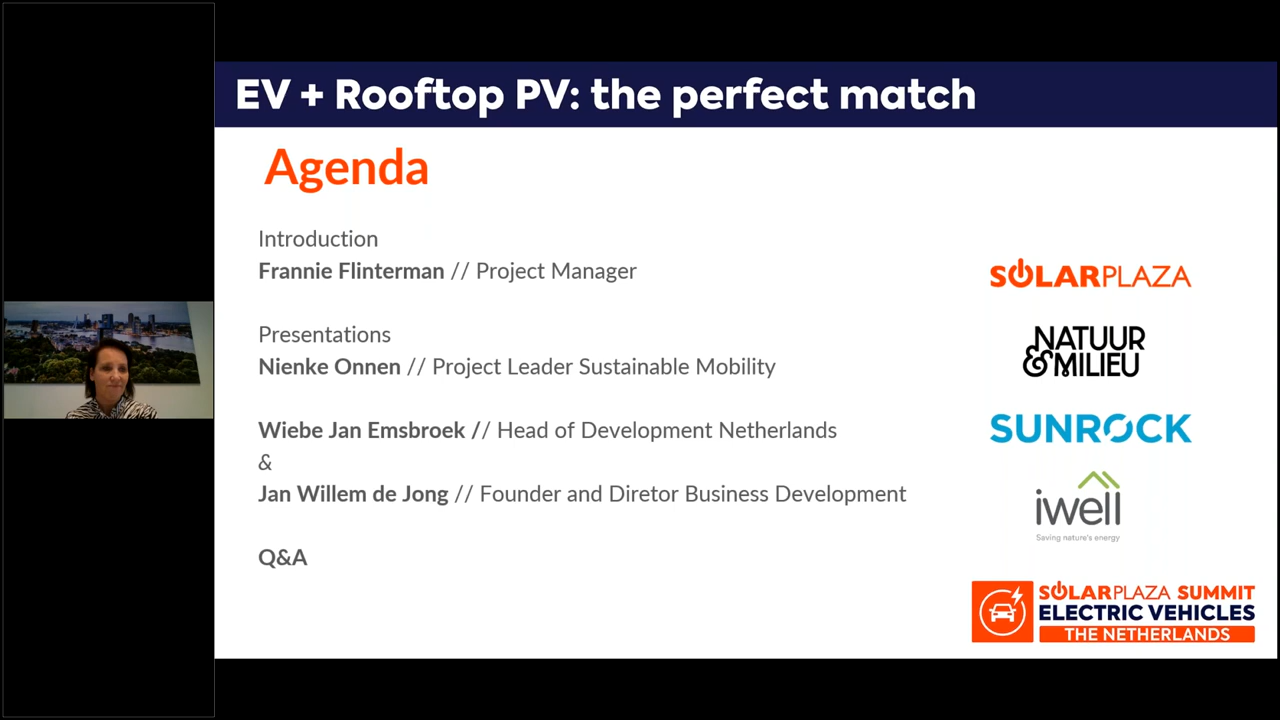 EV + Rooftop PV: the perfect match
Agenda
Introduction
Frannie Flinterman // Project Manager
Presentations
Nienke Onnen // Project Leader Sustainable Mobility
Wiebe Jan Emsbroek // Head of Development Netherlands
&
Jan Willem de Jong // Founder and Diretor Business Development
Q&A
SOLARPLAZA
NATUUR
&MILIEU
SUNROCK
iwell
Saving nature's energy
SOLARPLAZA SUMMIT
ELECTRIC VEHICLES
THE NETHERLANDS